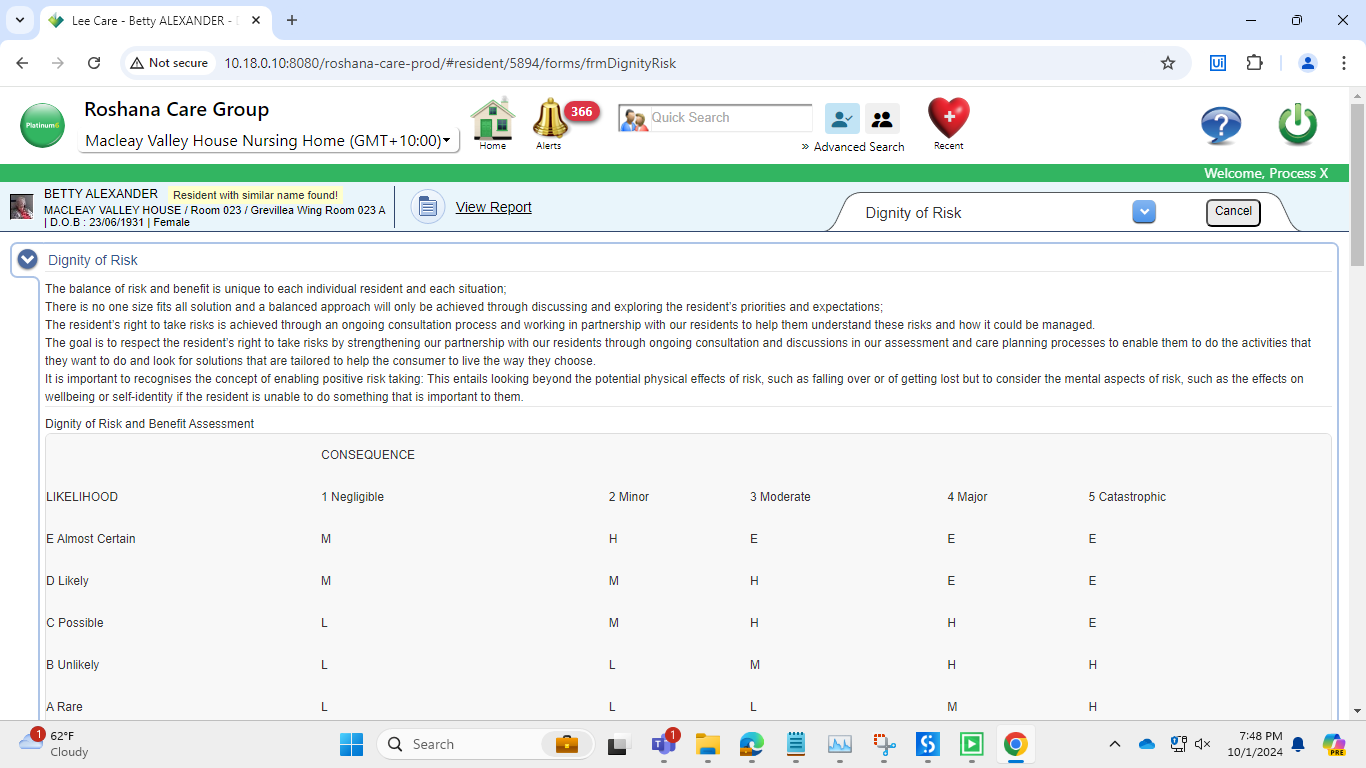 Lee Care - Betty ALEXANDER -
Not secure
10.18.0.10:8080/roshana-care-prod/#resident/5894/forms/frmDignityRisk
Platinum6
Roshana Care Group
Macleay Valley House Nursing Home (GMT+10:00)
Home
366
Alerts
Quick Search
» Advanced Search
Recent
Welcome, Process X
BETTY ALEXANDER Resident with similar name found!
MACLEAY VALLEY HOUSE / Room 023 / Grevillea Wing Room 023 A
| D.O.B : 23/06/1931 | Female
View Report
Dignity of Risk
Cancel
Dignity of Risk
The balance of risk and benefit is unique to each individual resident and each situation;
There is no one size fits all solution and a balanced approach will only be achieved through discussing and exploring the resident's priorities and expectations;
The resident's right to take risks is achieved through an ongoing consultation process and working in partnership with our residents to help them understand these risks and how it could be managed.
The goal is to respect the resident's right to take risks by strengthening our partnership with our residents through ongoing consultation and discussions in our assessment and care planning processes to enable them to do the activities that
they want to do and look for solutions that are tailored to help the consumer to live the way they choose.
It is important to recognises the concept of enabling positive risk taking: This entails looking beyond the potential physical effects of risk, such as falling over or of getting lost but to consider the mental aspects of risk, such as the effects on
wellbeing or self-identity if the resident is unable to do something that is important to them.
Dignity of Risk and Benefit Assessment
CONSEQUENCE
LIKELIHOOD 1 Negligible 2 Minor 3 Moderate 4 Major 5 Catastrophic
E Almost Certain M H E E E
D Likely M M H E E
C Possible L M H H E
B Unlikely L L M H H
A Rare L L L M H
1
62°F
Cloudy
Search
1
7:48 PM
10/1/2024
PRE